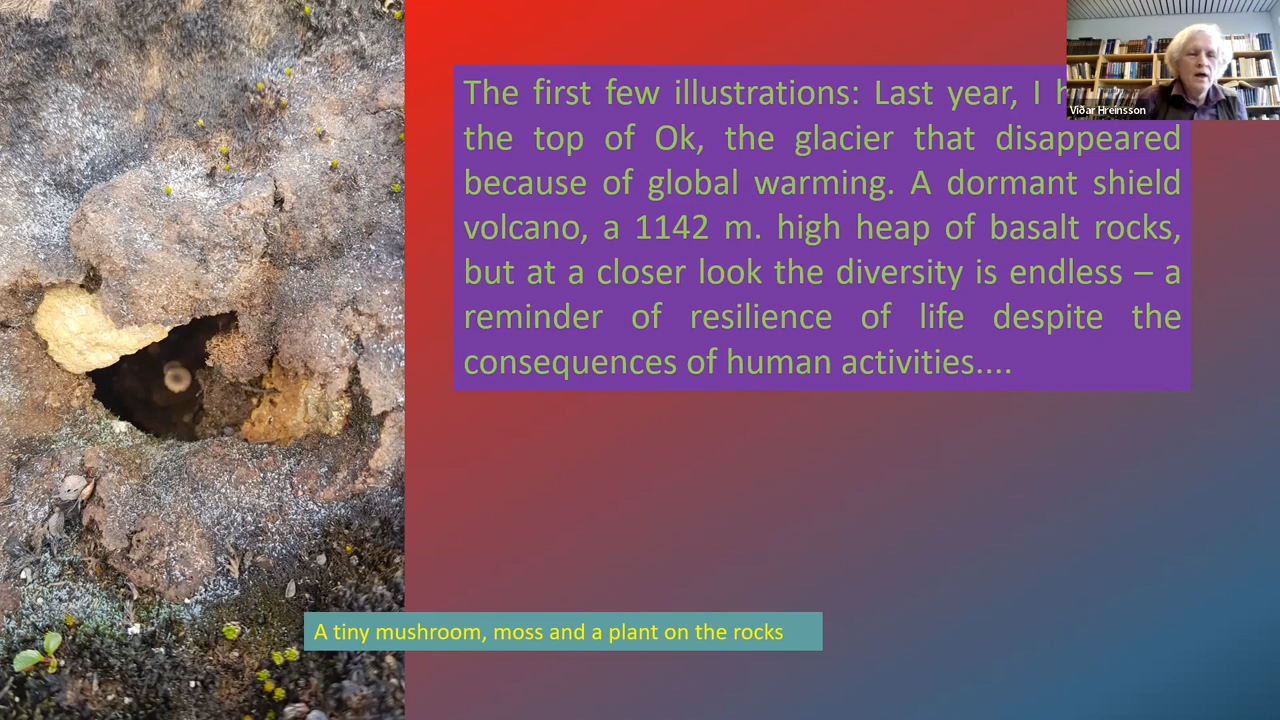 The first few illustrations: Last year, I
the top of Ok, the glacier that disappeared
because of global warming. A dormant shield
volcano, a 1142 m. high heap of basalt rocks,
but at a closer look the diversity is endless – a
reminder of resilience of life despite the
consequences of human activities....
Viðar Hreinsson
A tiny mushroom, moss and a plant on the rocks